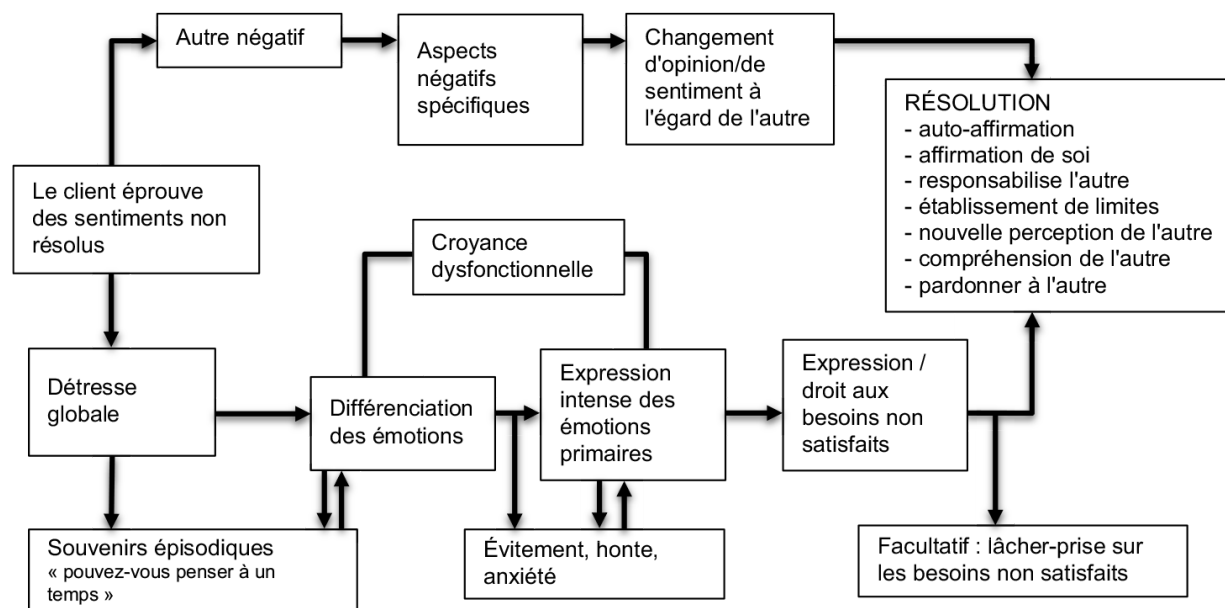 Autre négatif
Aspects
négatifs
spécifiques
Changement
d'opinion/de
sentiment à
l'égard de l'autre
RÉSOLUTION
- auto-affirmation
- affirmation de soi
- responsabilise l'autre
- établissement de limites
- nouvelle perception de l'autre
- compréhension de l'autre
- pardonner à l'autre
Le client éprouve
des sentiments non
résolus
Croyance
dysfonctionnelle
Détresse
globale
Différenciation
des émotions
Expression
intense des
émotions
primaires
Expression /
droit aux
besoins non
satisfaits
Souvenirs épisodiques
« pouvez-vous penser à un
temps »
Évitement, honte,
anxiété
Facultatif : lâcher-prise sur
les besoins non satisfaits